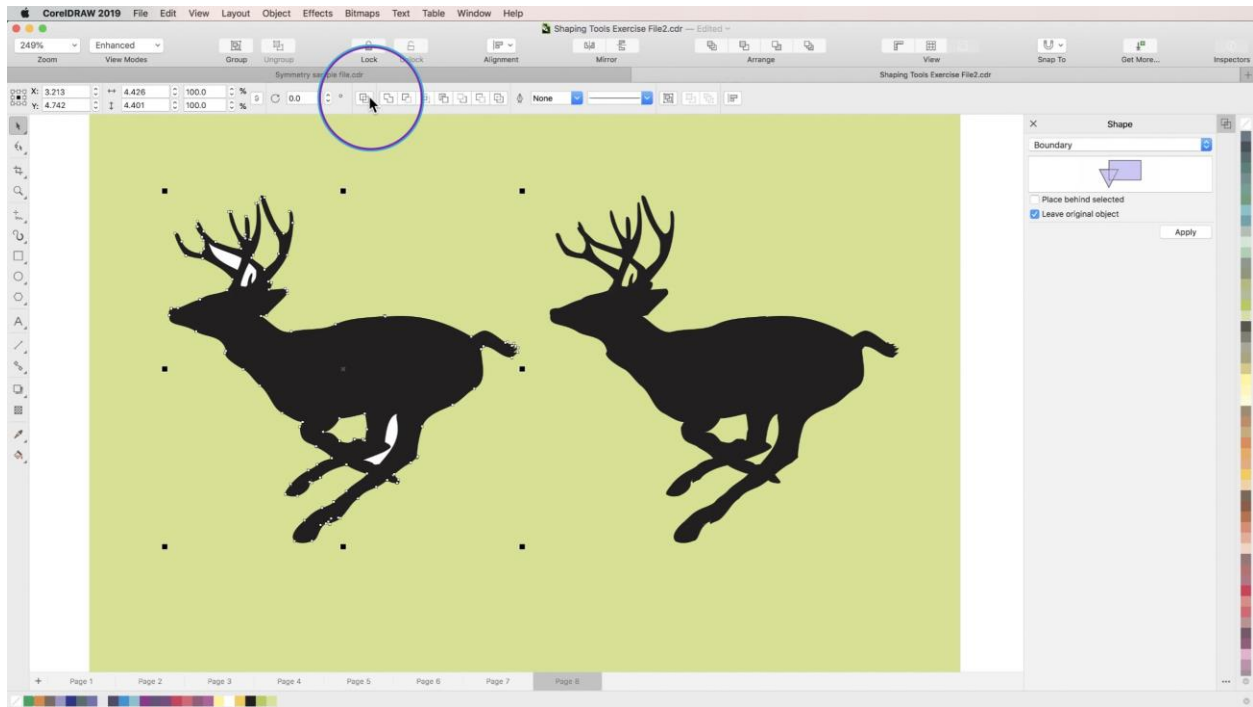 CorelDRAW 2019 File Edit View Layout Object Effects Bitmaps Text Table Window Help
Shaping Tools Exercise File2.cdr — Edited
249% Enhanced
Zoom View Modes Group Ungroup Lock Unlock Alignment Mirror Arrange View Snap To Get More... Inspectors
Symmetry sample file.cdr Shaping Tools Exercise File2.cdr
X: 3.213 4.426 100.0 %
Y: 4.742 4.401 100.0 %
0.0 ° None
Shape
Boundary
Place behind selected
Leave original object
Apply
Page 1 Page 2 Page 3 Page 4 Page 5 Page 6 Page 7 Page 8